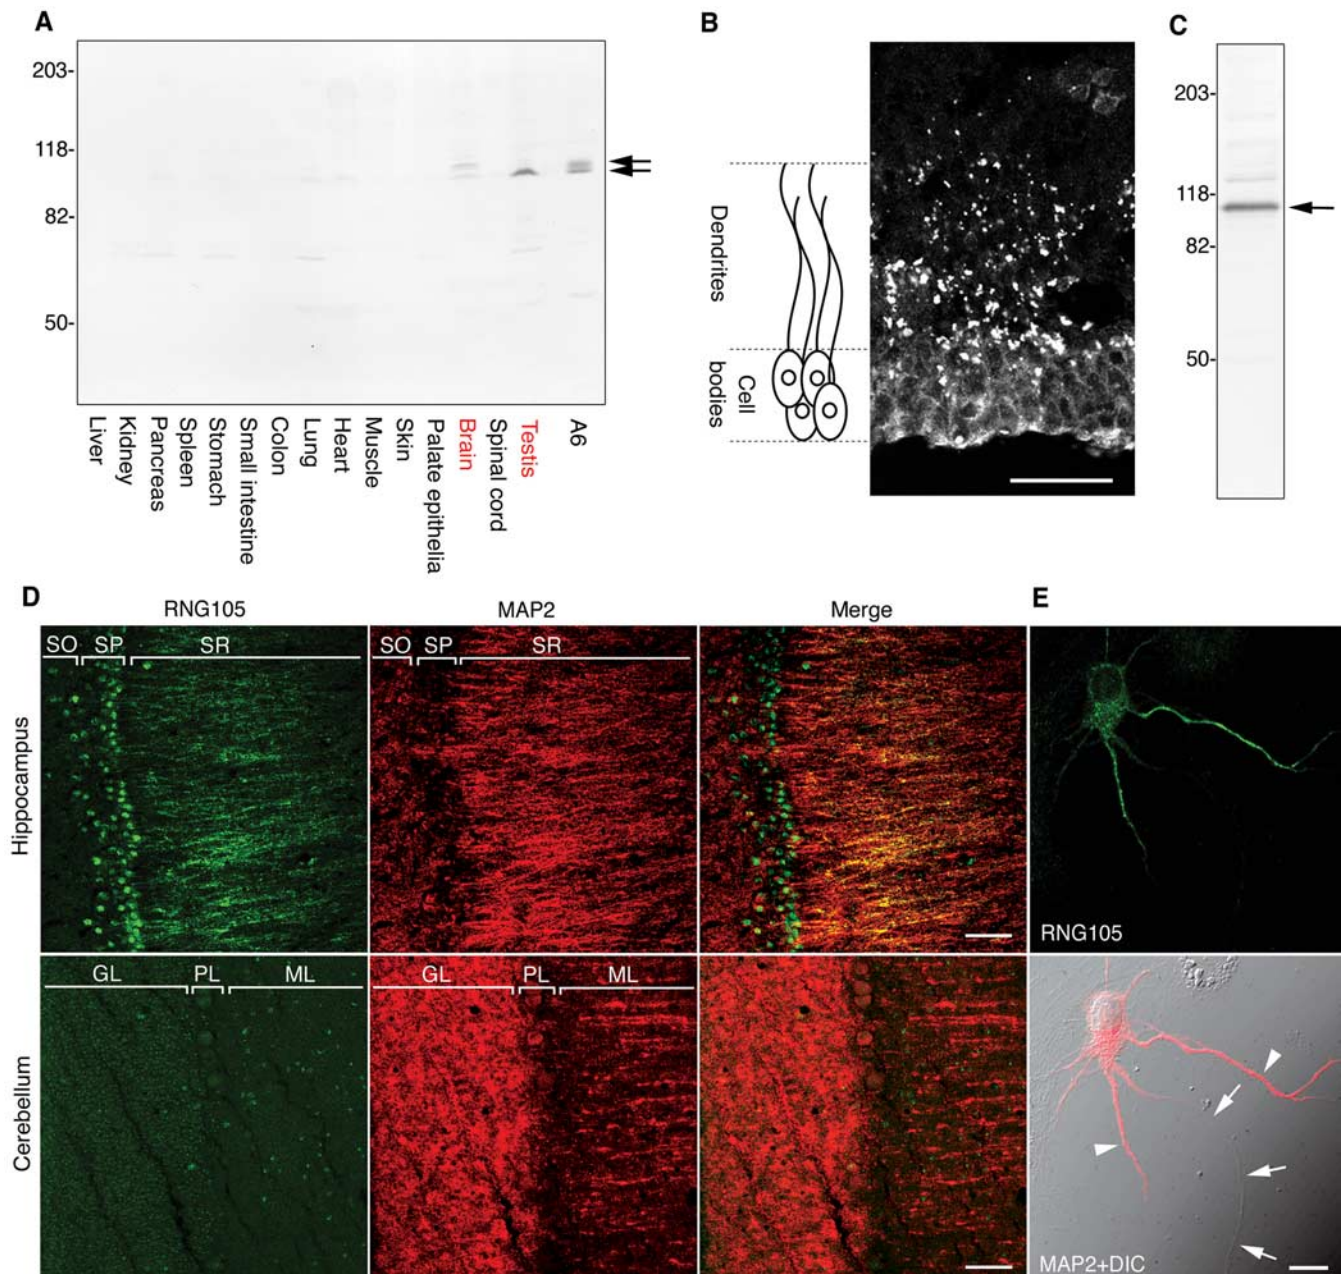 A
203-
118-
82-
50-
Liver
Kidney
Pancreas
Spleen
Stomach
Small intestine
Colon
Lung
Heart
Muscle
Skin
Palate epithelia
Brain
Spinal cord
Testis
A6
B
Dendrites
Cell
bodies
C
203-
118-
82-
50-
D
RNG105 MAP2 Merge
Hippocampus
SO SP SR
SO SP SR
Cerebellum
GL PL ML
GL PL ML
E
RNG105
MAP2+DIC